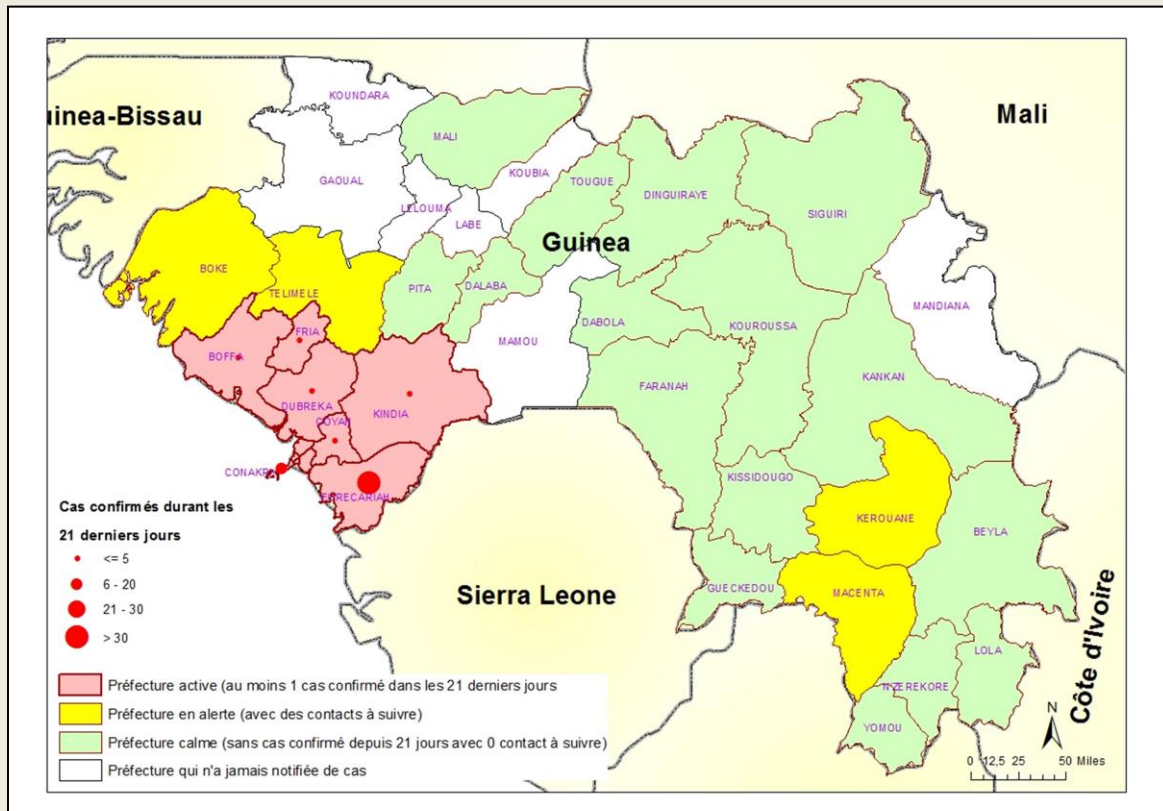 KOUNDARA
uinea-Bissau
Mali
MALI
KOUBIA
GAOUAL
TOUGUE
DINGUIRAYE
LELOUMA
LABE
SIGUIRI
Guinea
BOKE
PITA
DALABA
TELIMELE
MANDIANA
DABOLA
KOUROUSSA
FRIA
MAMOU
BOFFA
KANKAN
FARANAH
DUBREKA
KINDIA
COYAH
CONAKRY
KISSIDOUGO
FORECARIAH
KEROUANE
BEYLA
GUECKEDOU
MACENTA
Sierra Leone
LOLA
N'ZEREKORE
YOMOU
Côte d'Ivoire
Cas confirmés durant les
21 derniers jours
<= 5
6 - 20
21 - 30
> 30
Préfecture active (au moins 1 cas confirmé dans les 21 derniers jours
Préfecture en alerte (avec des contacts à suivre)
Préfecture calme (sans cas confirmé depuis 21 jours avec 0 contact à suivre)
Préfecture qui n'a jamais notifiée de cas
N
0 12,5 25 50 Miles